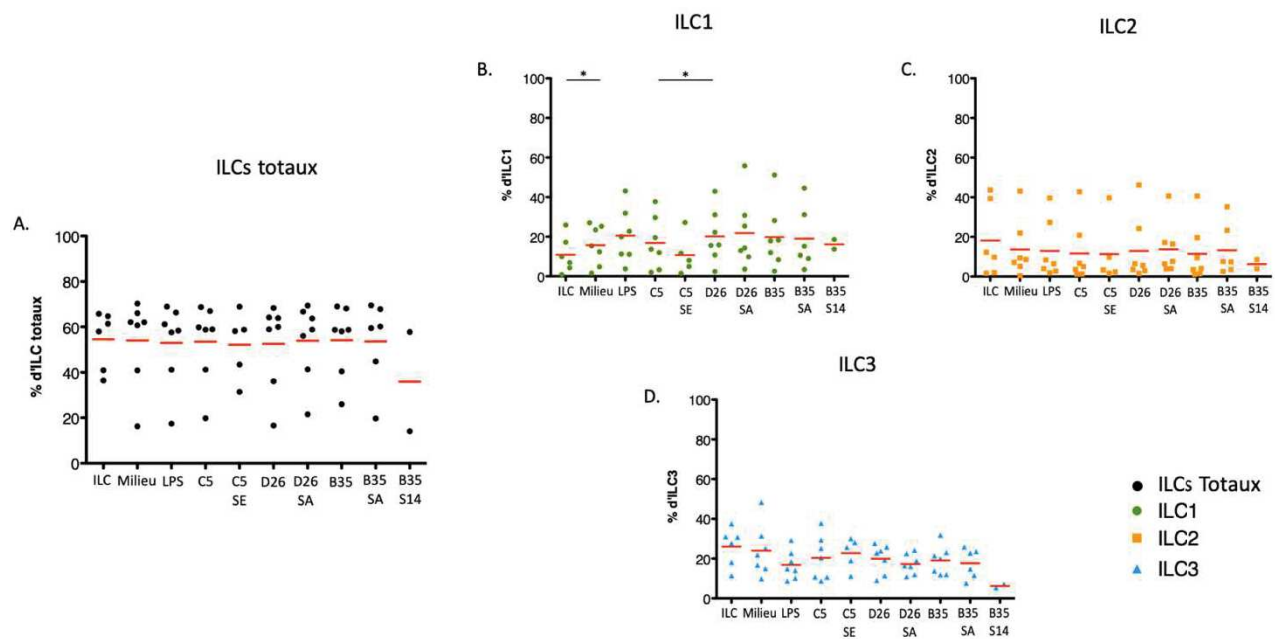 ILCs totaux
A.
% d'ILC totaux
100
80
60
40
20
0
ILC Milieu LPS C5 C5 D26 D26 B35 B35 B35
SE SA SA S14
ILC1
B.
% d'ILC1
* *
100
80
60
40
20
0
ILC Milieu LPS C5 C5 D26 D26 B35 B35 B35
SE SA SA S14
ILC2
C.
% d'ILC2
100
80
60
40
20
0
ILC Milieu LPS C5 C5 D26 D26 B35 B35 B35
SE SA SA S14
ILC3
D.
% d'ILC3
100
80
60
40
20
0
ILC Milieu LPS C5 C5 D26 D26 B35 B35 B35
SE SA SA S14
ILCs Totaux
ILC1
ILC2
ILC3